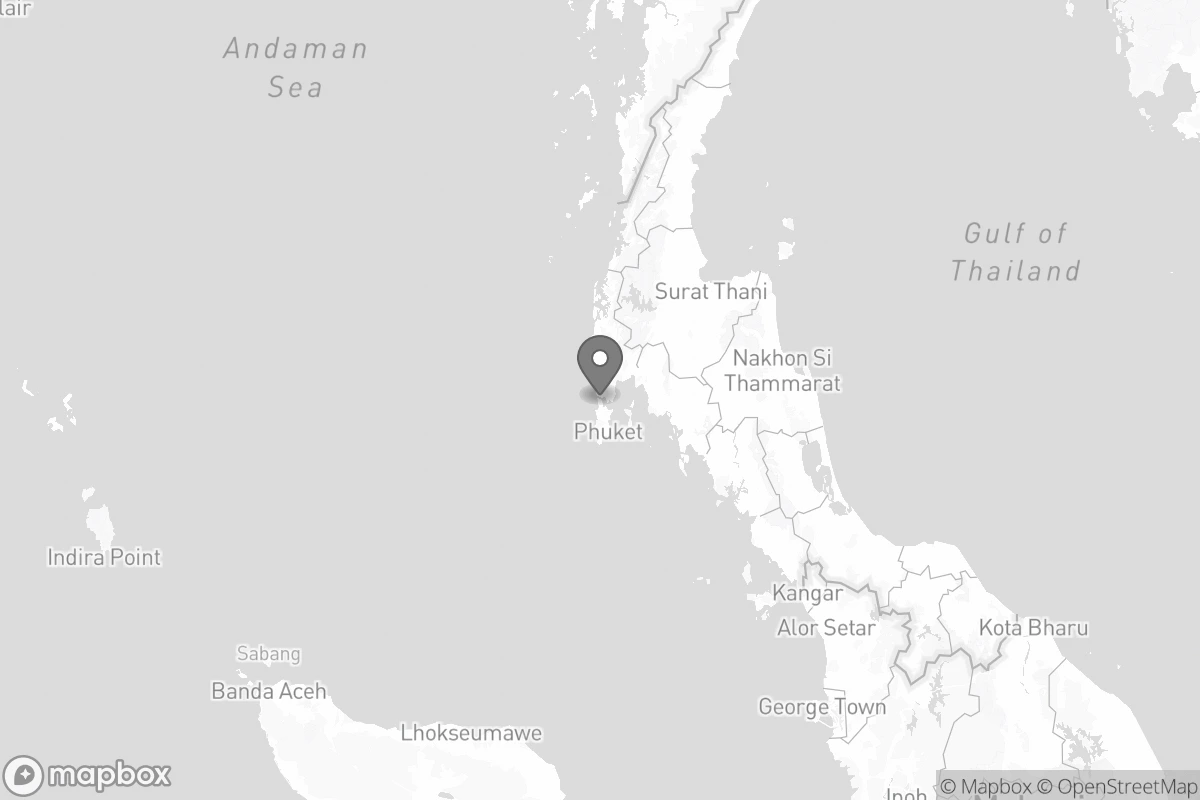 lair
Andaman
Sea
Gulf of
Thailand
Surat Thani
Nakhon Si
Thammarat
Phuket
Indira Point
Kangar
Alor Setar
Kota Bharu
Sabang
Banda Aceh
George Town
Lhokseumawe
mapbox
© Mapbox © OpenStreetMap